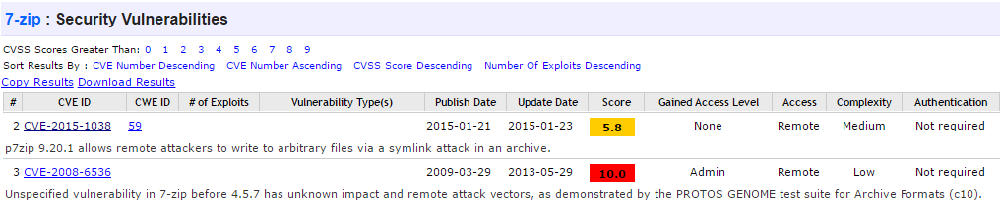 7-zip : Security Vulnerabilities
CVSS Scores Greater Than: 0 1 2 3 4 5 6 7 8 9
Sort Results By : CVE Number Descending CVE Number Ascending CVSS Score Descending Number Of Exploits Descending
Copy Results Download Results
# CVE ID CWE ID # of Exploits Vulnerability Type(s) Publish Date Update Date Score Gained Access Level Access Complexity Authentication
2 CVE-2015-1038 59 2015-01-21 2015-01-23 5.8 None Remote Medium Not required
p7zip 9.20.1 allows remote attackers to write to arbitrary files via a symlink attack in an archive.
3 CVE-2008-6536 2009-03-29 2013-05-29 10.0 Admin Remote Low Not required
Unspecified vulnerability in 7-zip before 4.5.7 has unknown impact and remote attack vectors, as demonstrated by the PROTOS GENOME test suite for Archive Formats (c10).